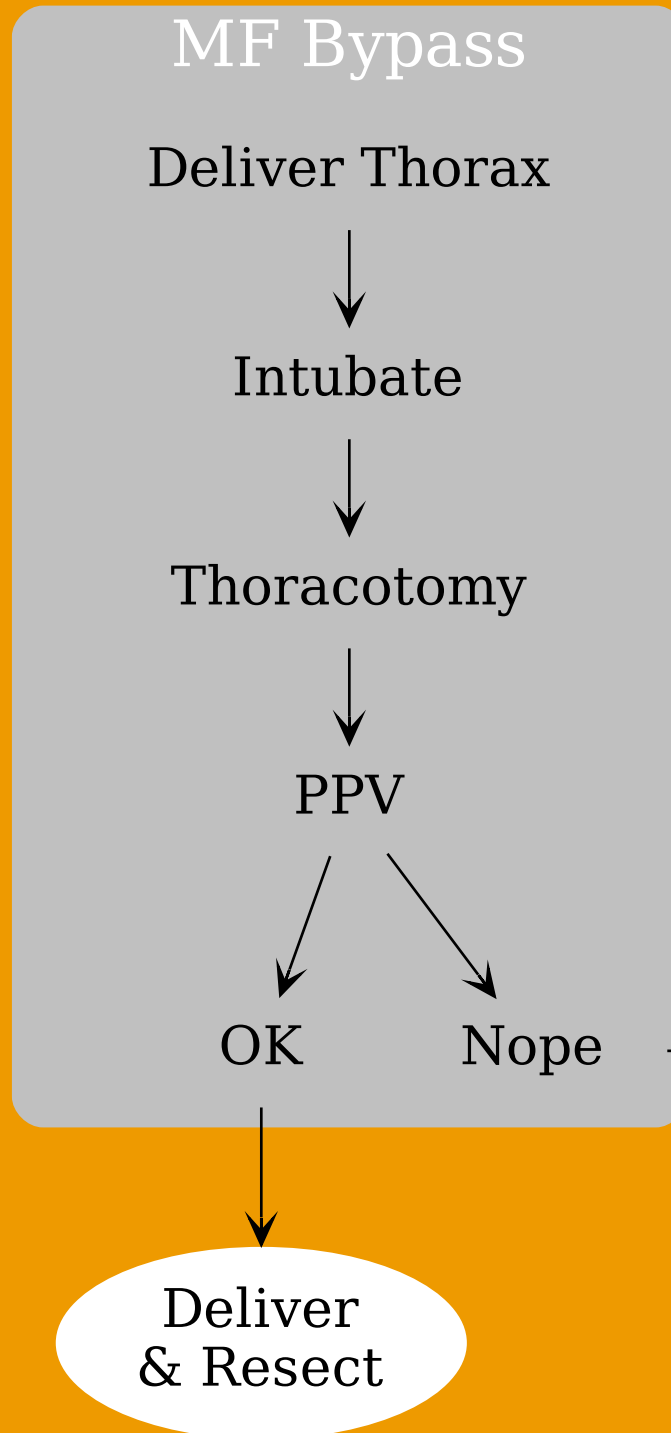 MF Bypass
Deliver Thorax
Intubate
Thoracotomy
PPV
OK
Nope
Deliver
& Resect